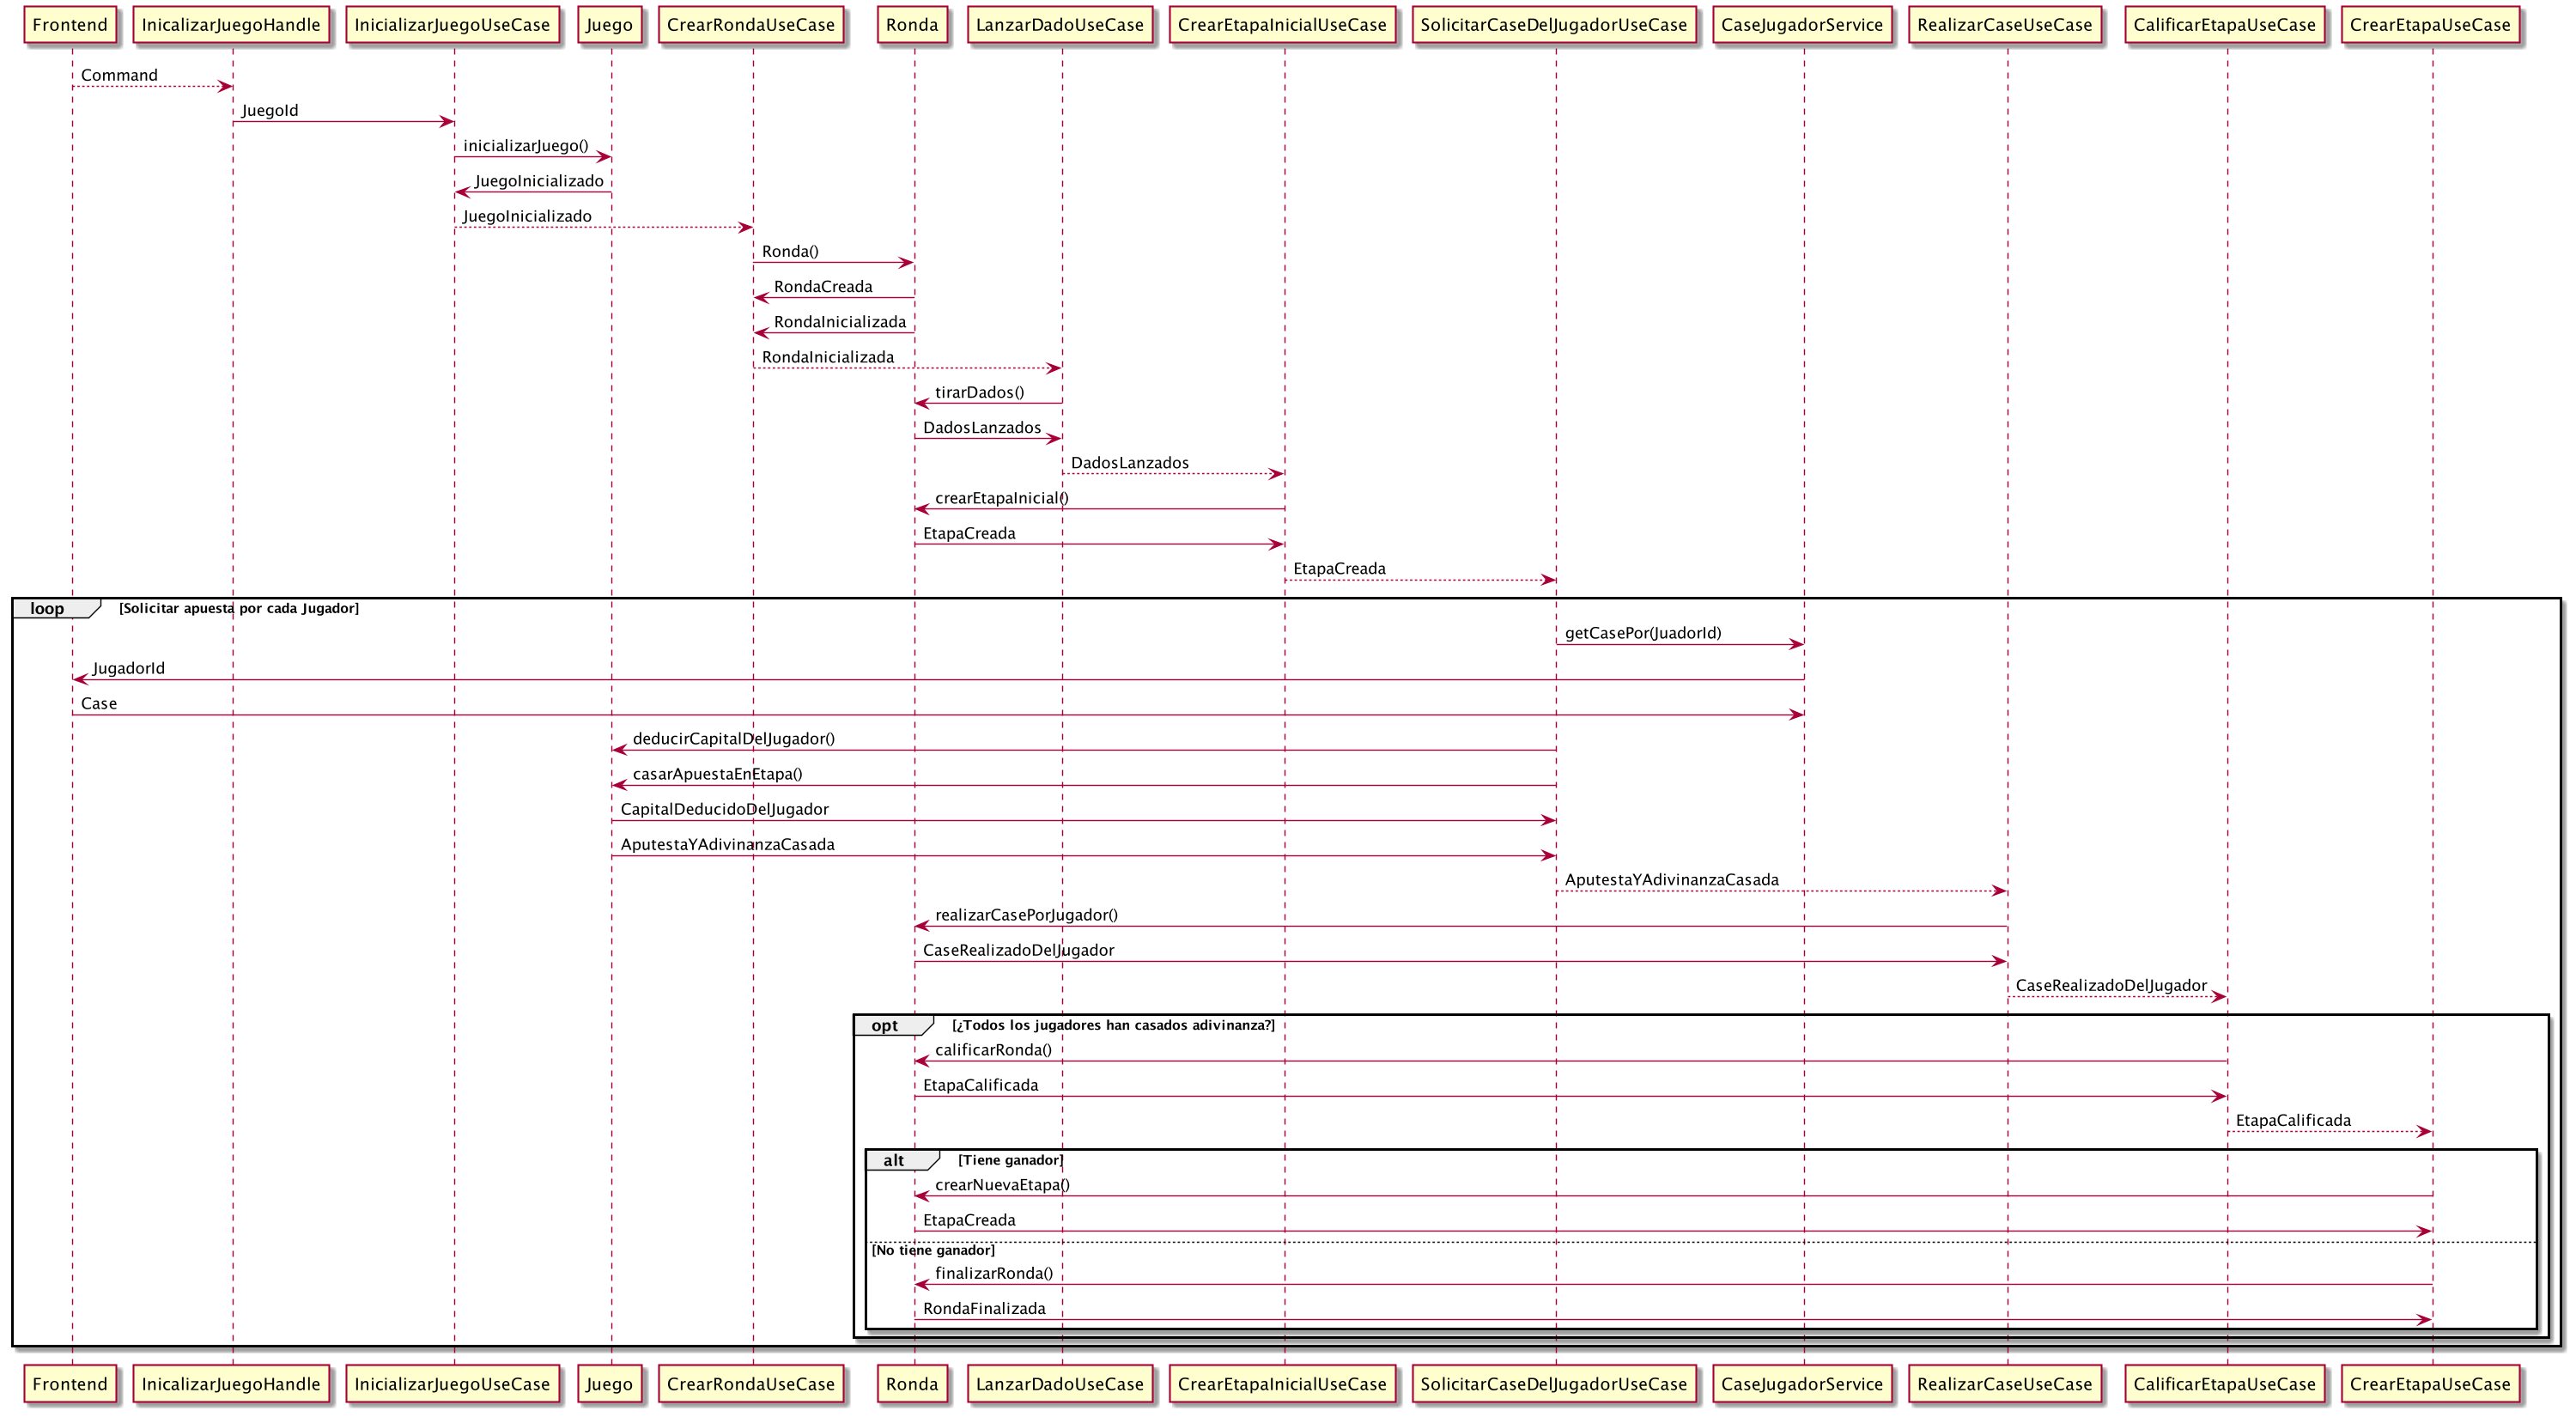 Frontend
InicalizarJuegoHandle
InicializarJuegoUseCase
Juego
CrearRondaUseCase
Ronda
LanzarDadoUseCase
CrearEtapaInicialUseCase
SolicitarCaseDelJugadorUseCase
CaseJugadorService
RealizarCaseUseCase
CalificarEtapaUseCase
CrearEtapaUseCase
Command
JuegoId
inicializarJuego()
JuegoInicializado
JuegoInicializado
Ronda()
RondaCreada
RondaInicializada
RondaInicializada
tirarDados()
DadosLanzados
DadosLanzados
crearEtapaInicial()
EtapaCreada
EtapaCreada
loop [Solicitar apuesta por cada Jugador]
getCasePor(JuadorId)
JugadorId
Case
deducirCapitalDelJugador()
casarApuestaEnEtapa()
CapitalDeducidoDelJugador
AputestaYAdivinanzaCasada
AputestaYAdivinanzaCasada
realizarCasePorJugador()
CaseRealizadoDelJugador
CaseRealizadoDelJugador
opt [¿Todos los jugadores han casados adivinanza?]
calificarRonda()
EtapaCalificada
EtapaCalificada
alt [Tiene ganador]
crearNuevaEtapa()
EtapaCreada
[No tiene ganador]
finalizarRonda()
RondaFinalizada
Frontend
InicalizarJuegoHandle
InicializarJuegoUseCase
Juego
CrearRondaUseCase
Ronda
LanzarDadoUseCase
CrearEtapaInicialUseCase
SolicitarCaseDelJugadorUseCase
CaseJugadorService
RealizarCaseUseCase
CalificarEtapaUseCase
CrearEtapaUseCase